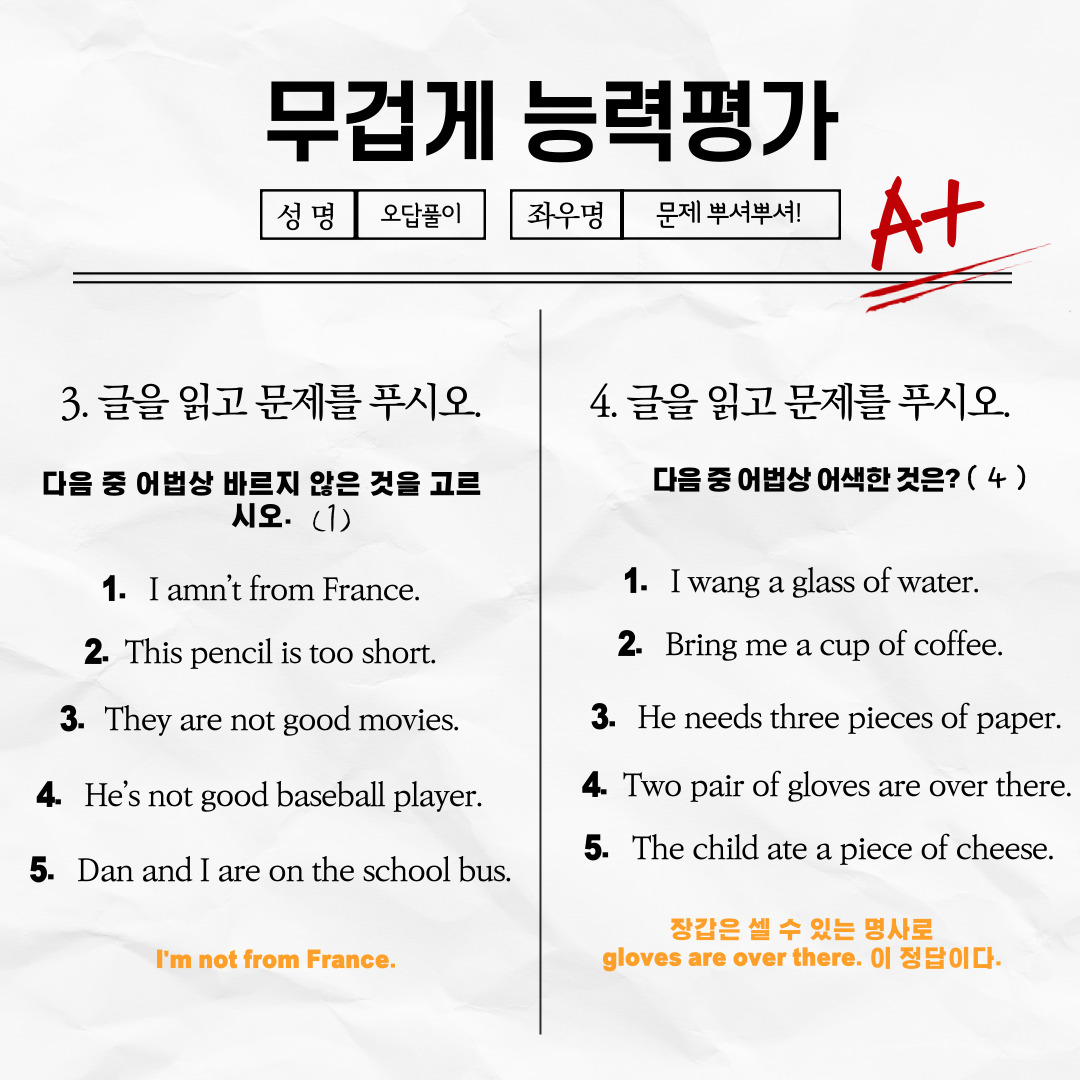 무겁게 능력평가
성 명 오답풀이 좌우명 문제 뿌셔뿌셔!
A+
3. 글을 읽고 문제를 푸시오.
다음 중 어법상 바르지 않은 것을 고르
시오. (1)
1. I amn't from France.
2. This pencil is too short.
3. They are not good movies.
4. He's not good baseball player.
5. Dan and I are on the school bus.
I'm not from France.
4. 글을 읽고 문제를 푸시오.
다음 중 어법상 어색한 것은? ( 4 )
1. I wang a glass of water.
2. Bring me a cup of coffee.
3. He needs three pieces of paper.
4. Two pair of gloves are over there.
5. The child ate a piece of cheese.
장갑은 셀 수 있는 명사로
gloves are over there. 이 정답이다.